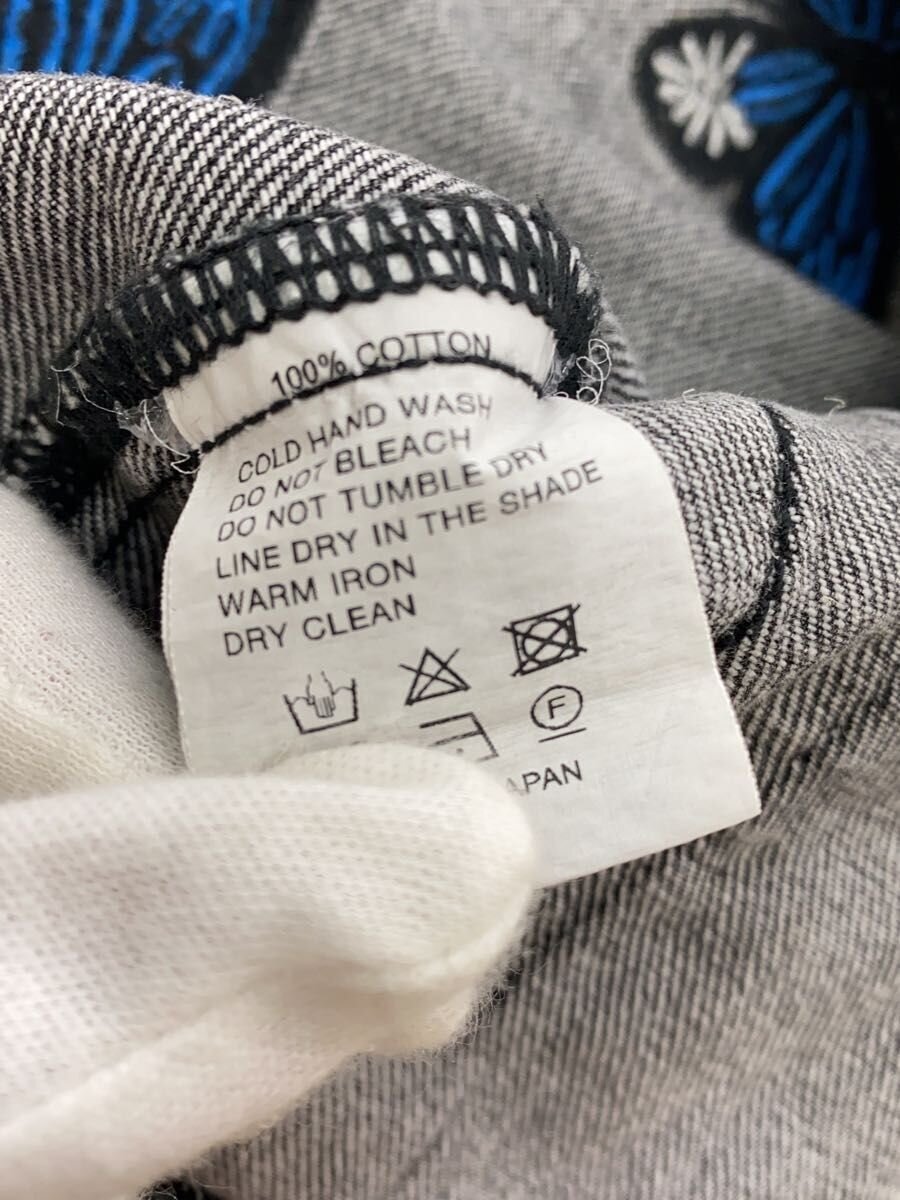 100% COTTON
COLD HAND WASH
DO NOT BLEACH
DO NOT TUMBLE DRY
LINE DRY IN THE SHADE
WARM IRON
DRY CLEAN
F
APAN